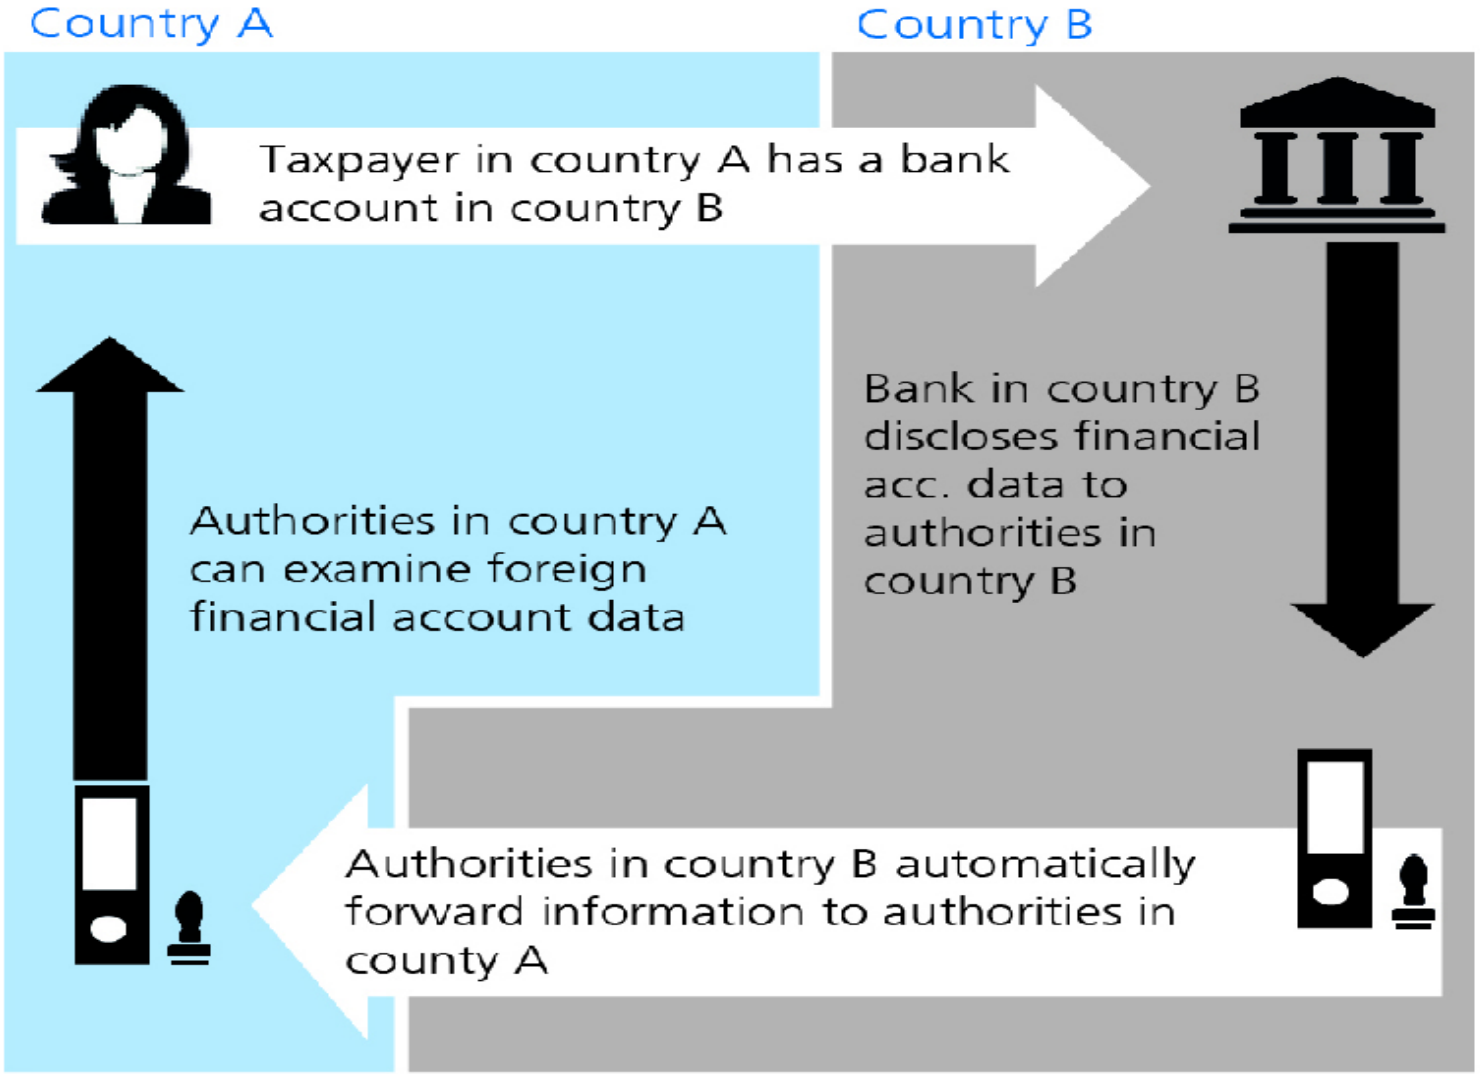 Country A
Country B
Taxpayer in country A has a bank
account in country B
Bank in country B
discloses financial
acc. data to
authorities in
country B
Authorities in country B automatically
forward information to authorities in
county A
Authorities in country A
can examine foreign
financial account data